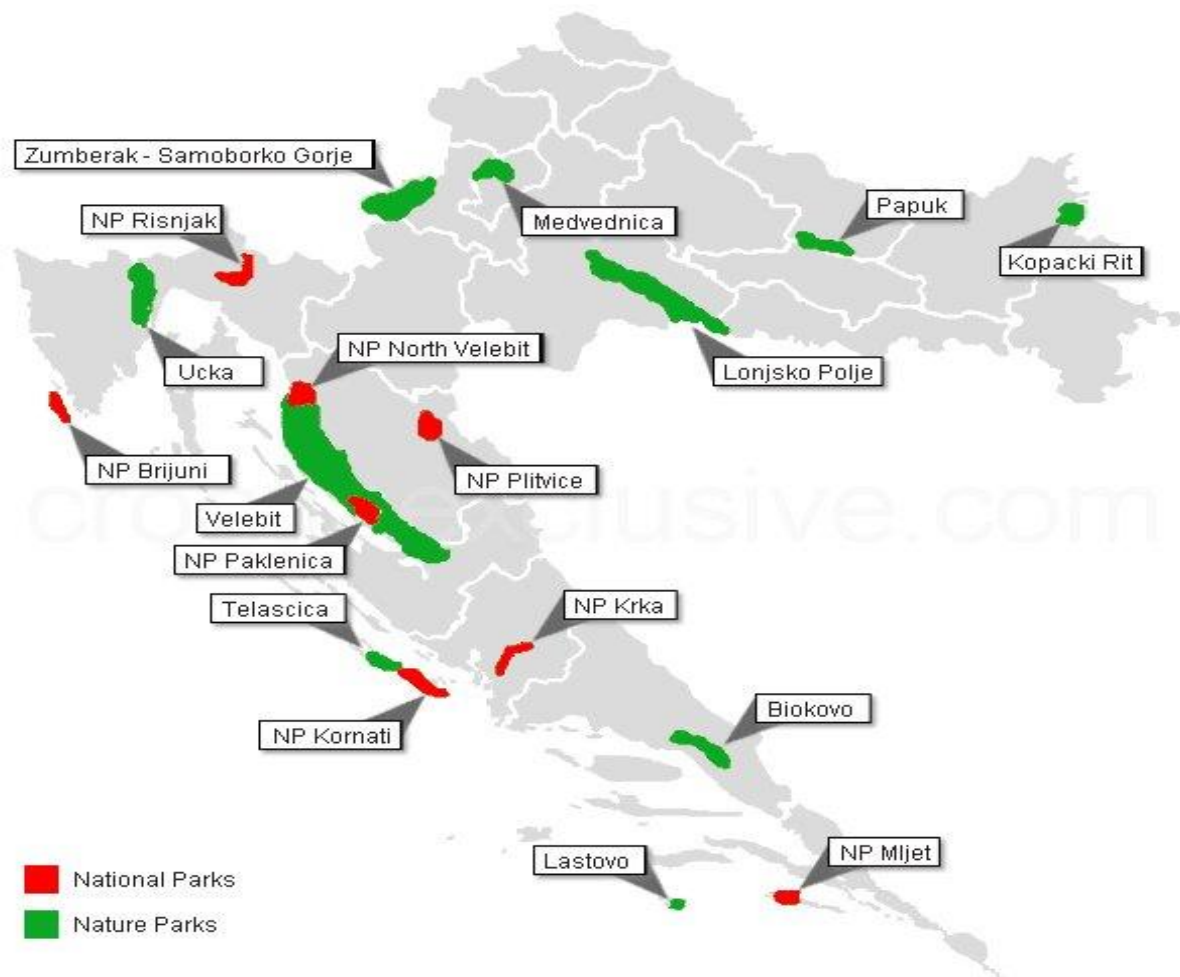 Zumberak - Samoborko Gorje
NP Risnjak
Medvednica
Papuk
Kopacki Rit
NP North Velebit
Ucka
Lonjsko Polje
NP Brijuni
NP Plitvice
Velebit
NP Paklenica
Telascica
NP Krka
NP Kornati
Biokovo
Lastovo
NP Mljet
National Parks
Nature Parks